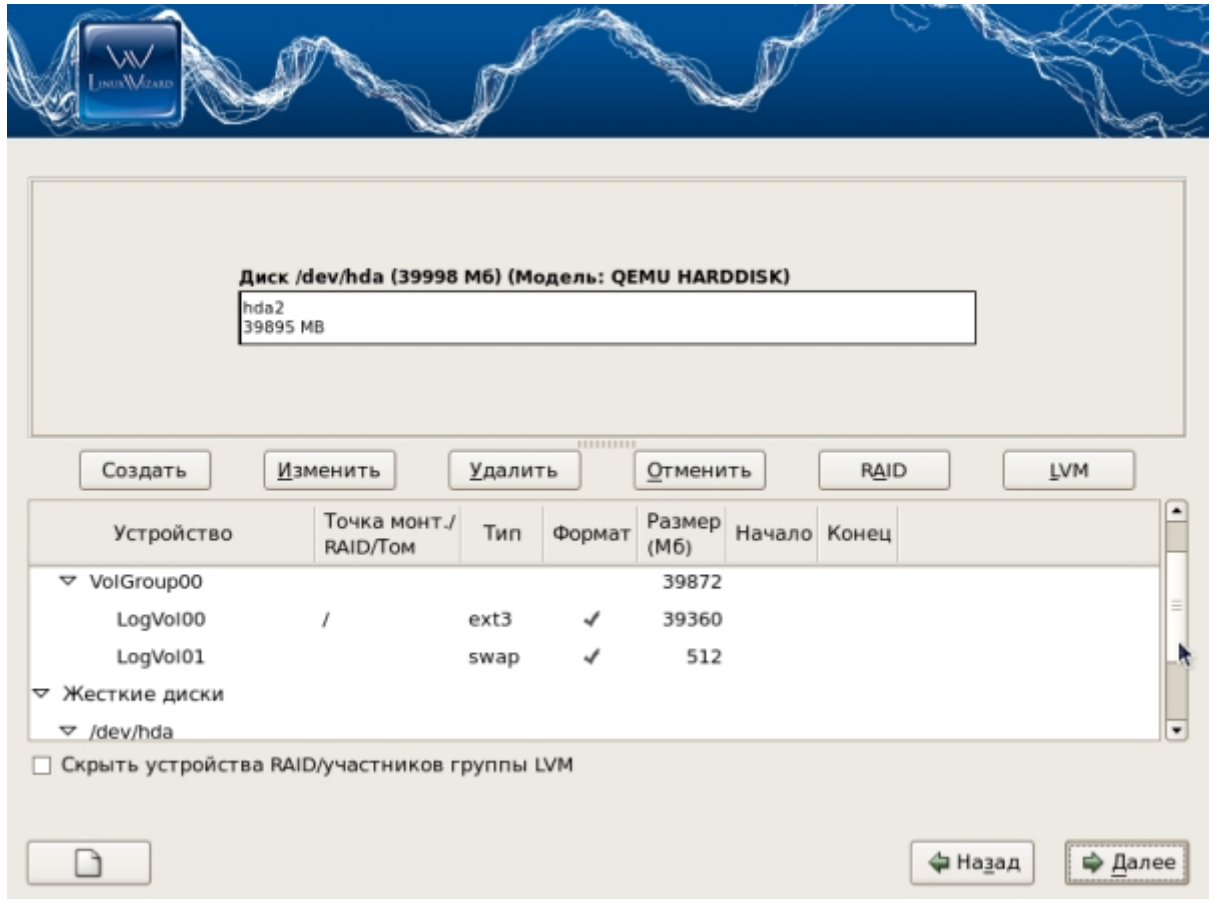 LINUXWIZARD
Диск /dev/hda (39998 Мб) (Модель: QEMU HARDDISK)
hda2
39895 MB
Создать Изменить Удалить Отменить RAID LVM
Устройство Точка монт./ RAID/Том Тип Формат Размер (Мб) Начало Конец
VolGroup00 39872
LogVol00 / ext3 39360
LogVol01 swap 512
Жесткие диски
/dev/hda
Скрыть устройства RAID/участников группы LVM
Назад Далее